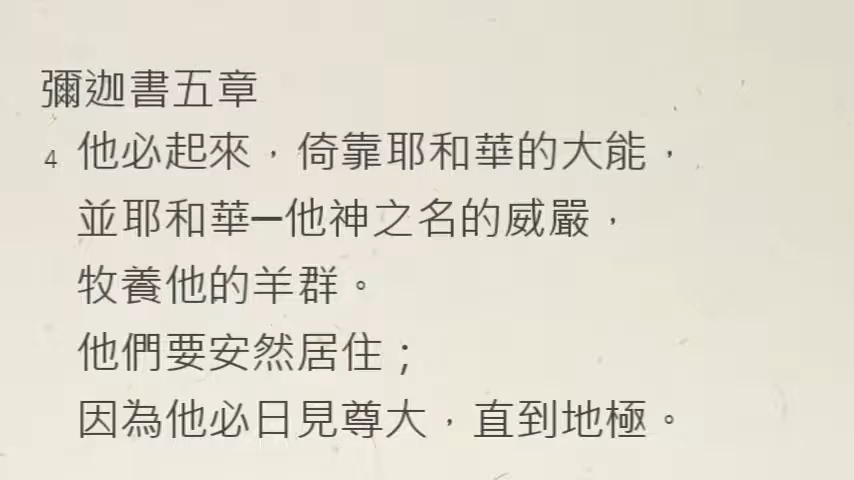 彌迦書五章
4 他必起來，倚靠耶和華的大能，
並耶和華—他神之名的威嚴，
牧養他的羊群。
他們要安然居住；
因為他必日見尊大，直到地極。